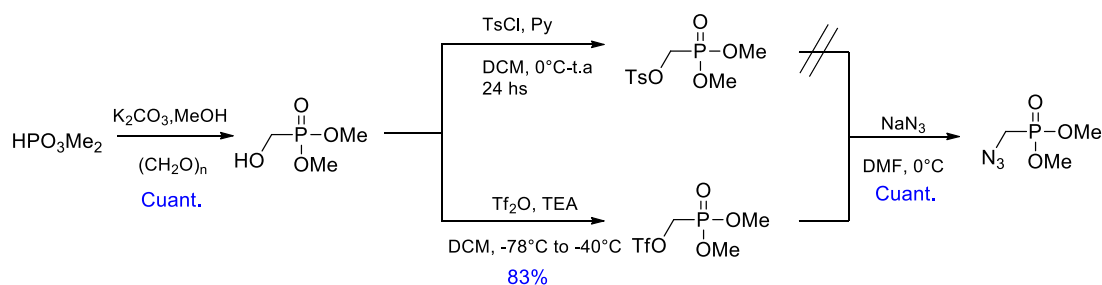 TsCl, Py
DCM, 0°C-t.a
24 hs
O
P
OMe
OMe
TsO
K₂CO₃,MeOH
HPO₃Me₂
(CH₂O)ₙ
Cuant.
O
P
OMe
OMe
HO
NaN₃
DMF, 0°C
Cuant.
O
P
OMe
OMe
N₃
Tf₂O, TEA
DCM, -78°C to -40°C
83%
O
P
OMe
OMe
TfO